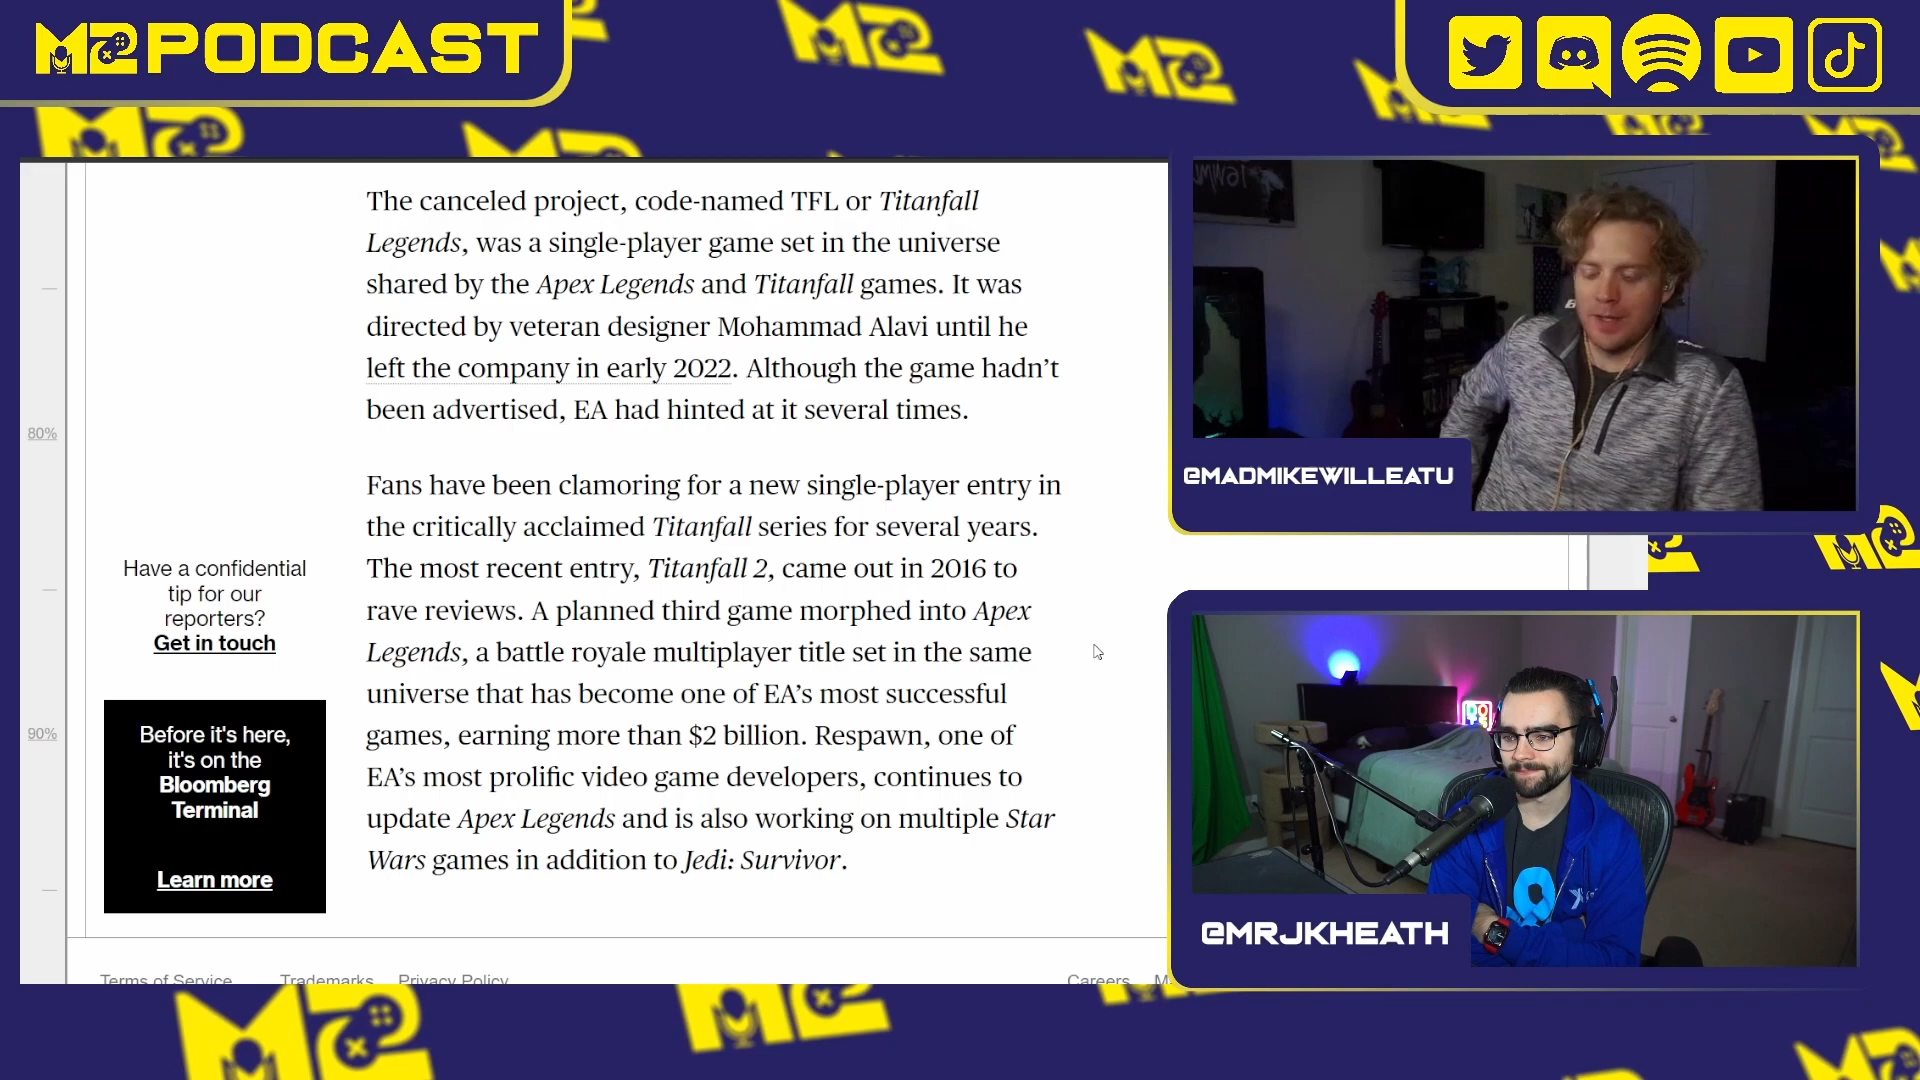 M2PODCAST
The canceled project, code-named TFL or Titanfall
Legends, was a single-player game set in the universe
shared by the Apex Legends and Titanfall games. It was
directed by veteran designer Mohammad Alavi until he
left the company in early 2022. Although the game hadn’t
been advertised, EA had hinted at it several times.
80%
Fans have been clamoring for a new single-player entry in
the critically acclaimed Titanfall series for several years.
The most recent entry, Titanfall 2, came out in 2016 to
rave reviews. A planned third game morphed into Apex
Legends, a battle royale multiplayer title set in the same
universe that has become one of EA’s most successful
games, earning more than $2 billion. Respawn, one of
EA’s most prolific video game developers, continues to
update Apex Legends and is also working on multiple Star
Wars games in addition to Jedi: Survivor.
Have a confidential
tip for our
reporters?
Get in touch
90%
Before it's here,
it's on the
Bloomberg
Terminal
Learn more
Terms of Service Trademarks Privacy Policy
Careers
@MADMIKEWILLEATU
@MRJKHEATH